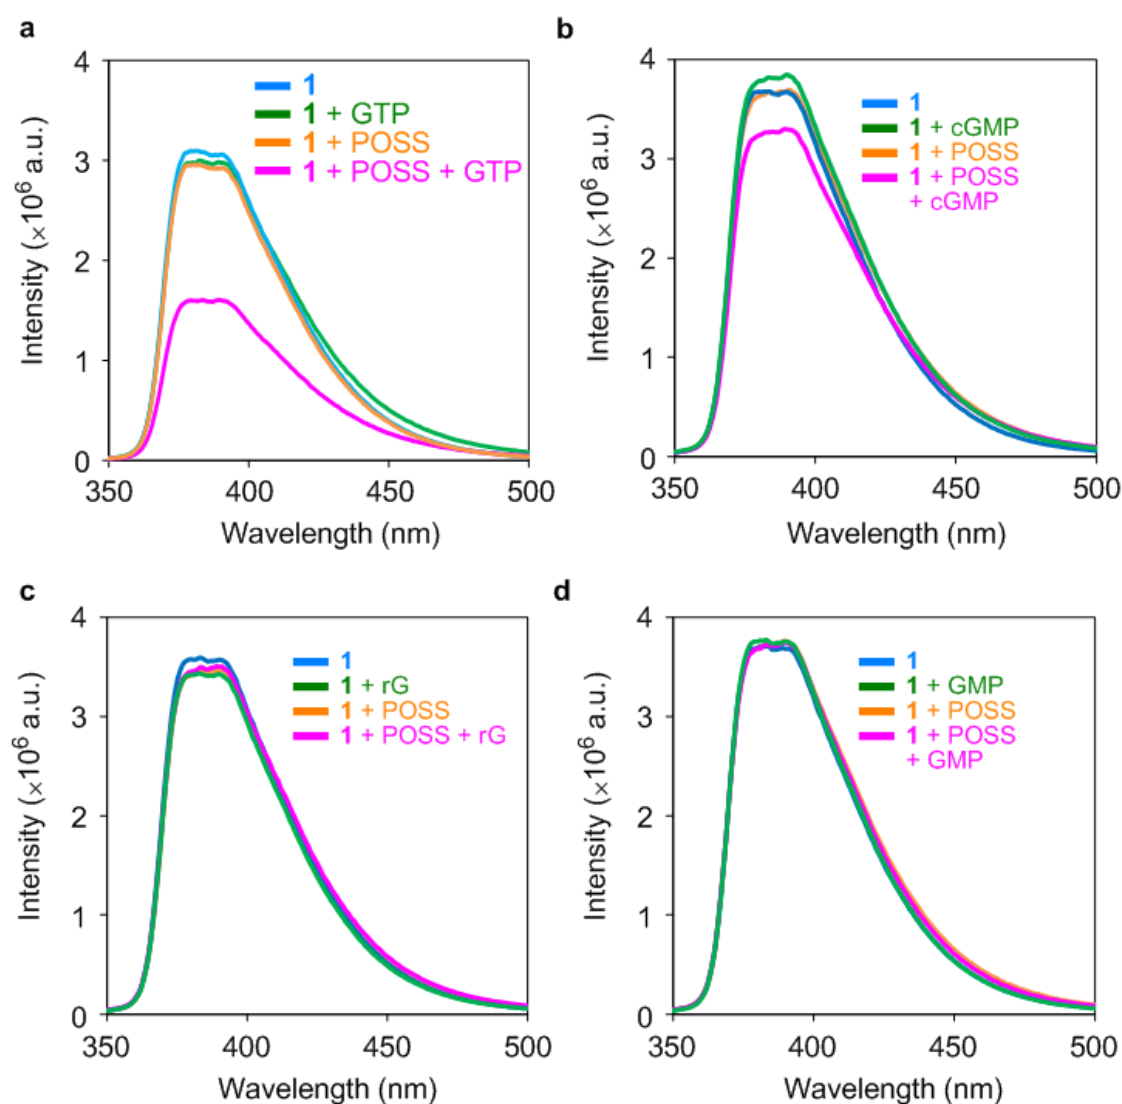 a
4
3
2
1
0
350
400
450
500
Intensity (×10⁶ a.u.)
Wavelength (nm)
1
1 + GTP
1 + POSS
1 + POSS + GTP
b
4
3
2
1
0
350
400
450
500
Intensity (×10⁶ a.u.)
Wavelength (nm)
1
1 + cGMP
1 + POSS
1 + POSS
+ cGMP
c
4
3
2
1
0
350
400
450
500
Intensity (×10⁶ a.u.)
Wavelength (nm)
1
1 + rG
1 + POSS
1 + POSS + rG
d
4
3
2
1
0
350
400
450
500
Intensity (×10⁶ a.u.)
Wavelength (nm)
1
1 + GMP
1 + POSS
1 + POSS
+ GMP